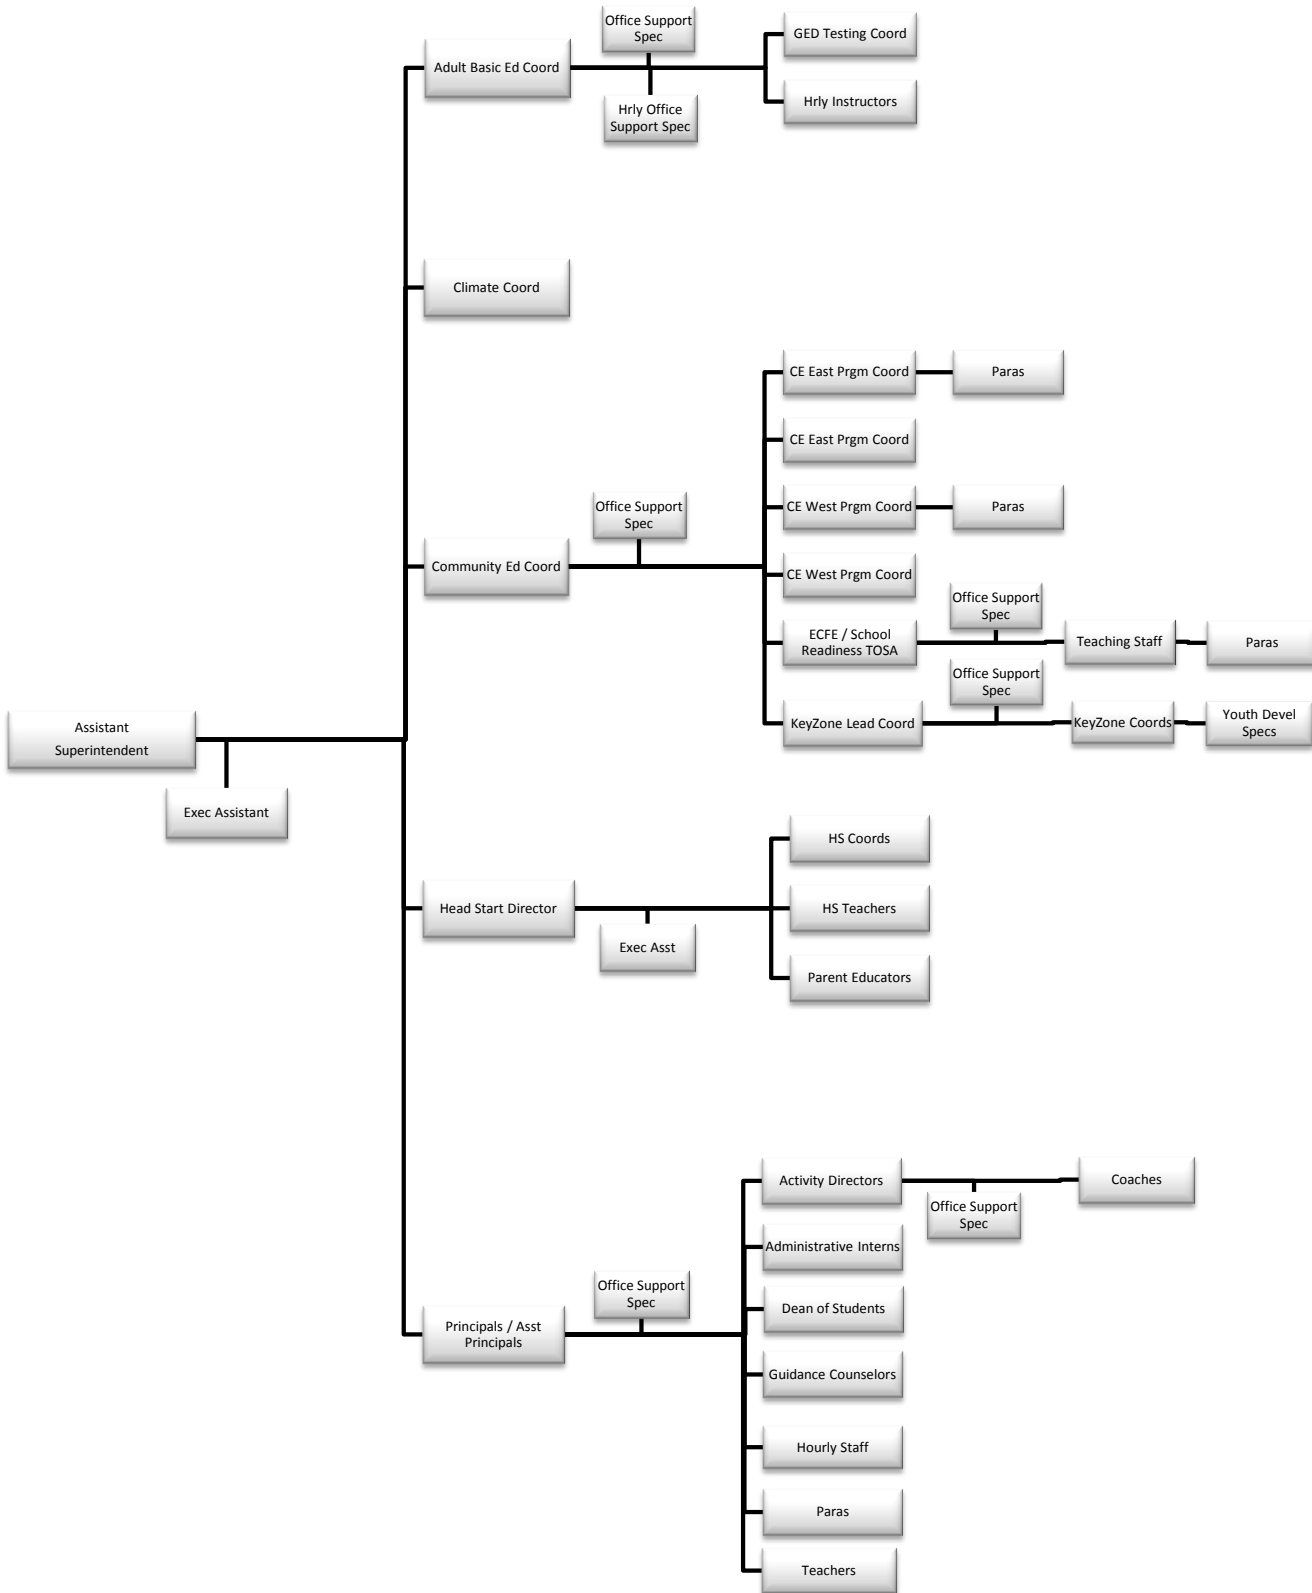 Office Support
Spec
GED Testing Coord
Adult Basic Ed Coord
Hrly Office
Support Spec
Hrly Instructors
Climate Coord
CE East Prgm Coord
Paras
CE East Prgm Coord
Office Support
Spec
CE West Prgm Coord
Paras
Community Ed Coord
CE West Prgm Coord
Office Support
Spec
ECFE / School
Readiness TOSA
Teaching Staff
Paras
Office Support
Spec
KeyZone Lead Coord
KeyZone Coords
Youth Devel
Specs
Assistant
Superintendent
Exec Assistant
HS Coords
Head Start Director
HS Teachers
Exec Asst
Parent Educators
Activity Directors
Coaches
Office Support
Spec
Administrative Interns
Office Support
Spec
Dean of Students
Principals / Asst
Principals
Guidance Counselors
Hourly Staff
Paras
Teachers